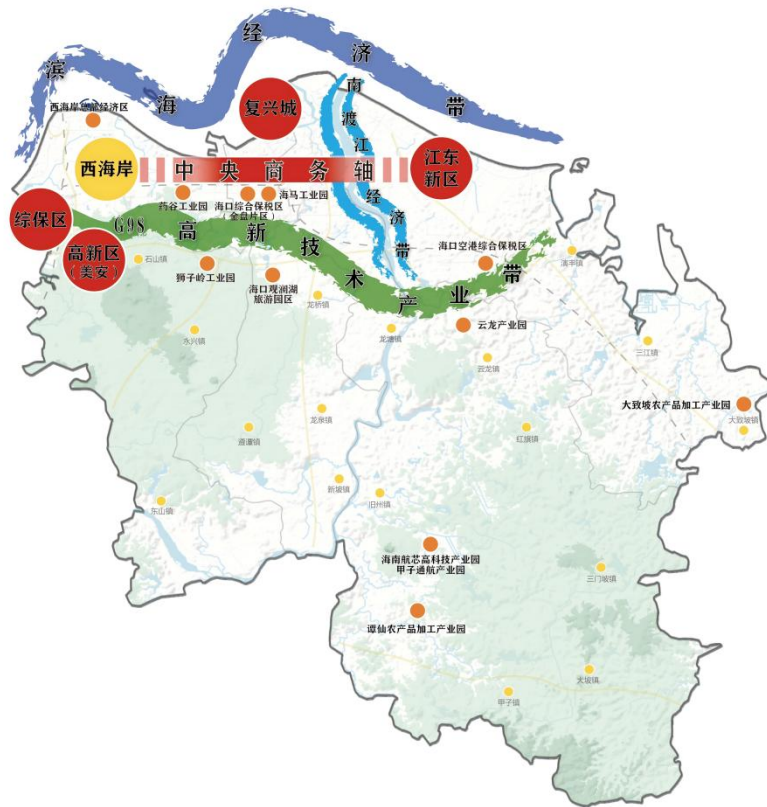 滨海经济带
西海岸总部经济区
复兴城
南渡江经济带
西海岸
中央商务轴
江东
新区
药谷工业园
海口综合保税区
（金盘片区）
海马工业园
综保区
G98高新技术产业带
高新区
（美安）
石山镇
狮子岭工业园
海口观澜湖
旅游园区
海口空港综合保税区
演丰镇
龙桥镇
永兴镇
龙塘镇
云龙产业园
云龙镇
三江镇
大致坡农产品加工产业园
大致坡镇
龙泉镇
遵谭镇
红旗镇
新坡镇
旧州镇
东山镇
海南航芯高科技产业园
甲子通航产业园
三门坡镇
谭仙农产品加工产业园
大坡镇
甲子镇